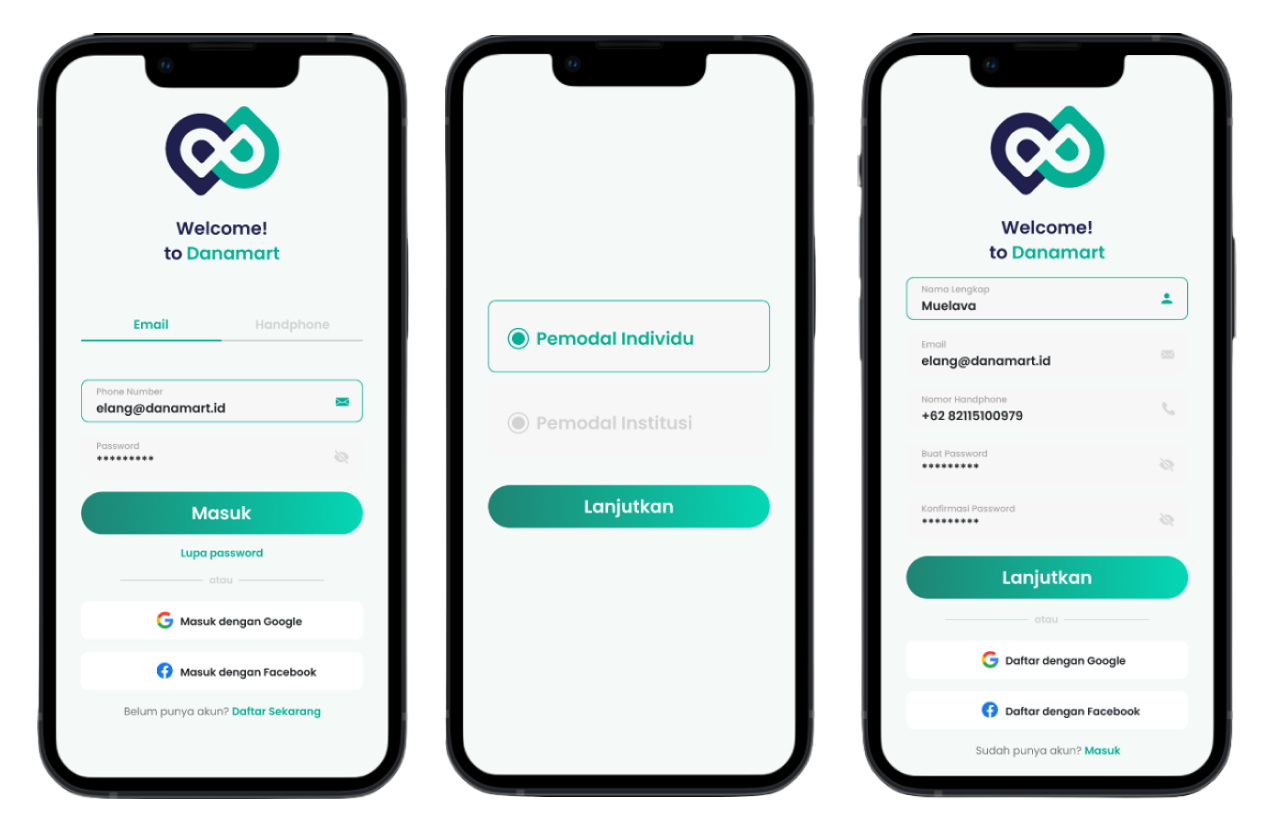 Welcome!
to Danamart
Email
Handphone
Phone Number
elang@danamart.id
Password
*********
Masuk
Lupa password
atau
Masuk dengan Google
Masuk dengan Facebook
Belum punya akun? Daftar Sekarang
Pemodal Individu
Pemodal Institusi
Lanjutkan
Welcome!
to Danamart
Nama Lengkap
Muelava
Email
elang@danamart.id
Nomor Handphone
+62 82115100979
Buat Password
*********
Konfirmasi Password
*********
Lanjutkan
atau
Daftar dengan Google
Daftar dengan Facebook
Sudah punya akun? Masuk